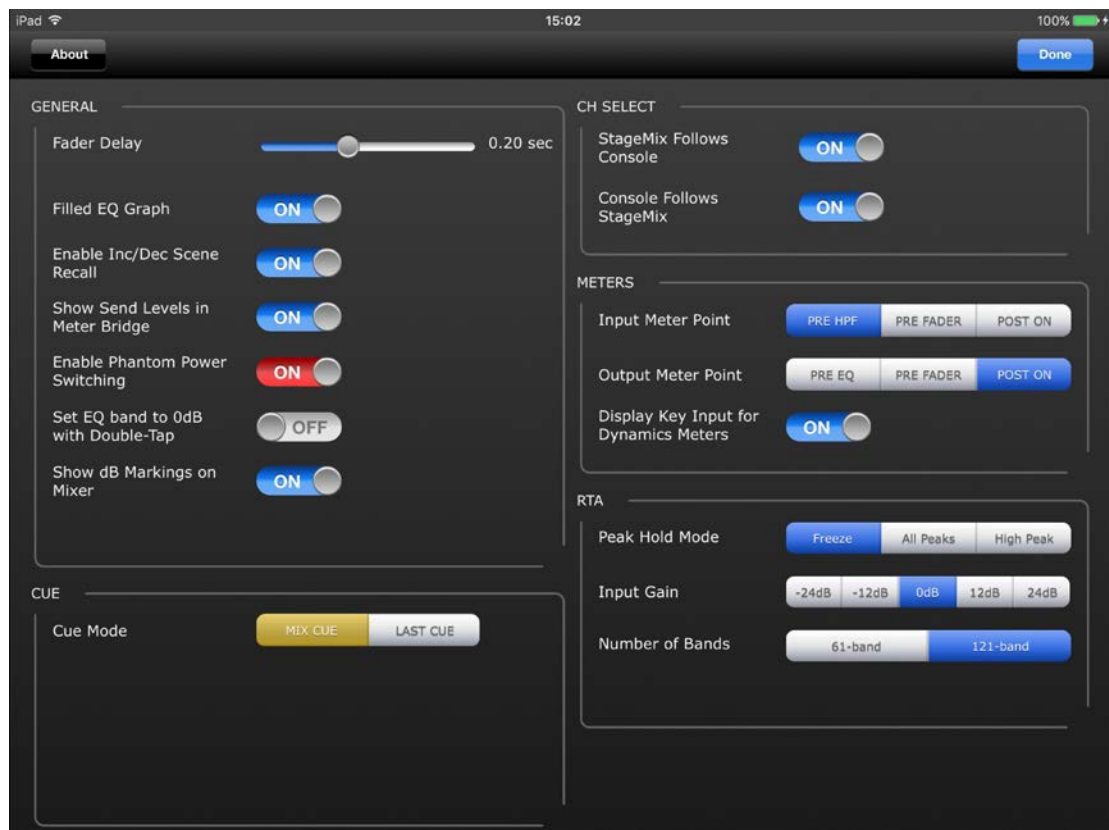 iPad 15:02 100%
About Done
GENERAL
Fader Delay 0.20 sec
Filled EQ Graph ON
Enable Inc/Dec Scene
Recall ON
Show Send Levels in
Meter Bridge ON
Enable Phantom Power
Switching ON
Set EQ band to 0dB
with Double-Tap OFF
Show dB Markings on
Mixer ON
CUE
Cue Mode MIX CUE LAST CUE
CH SELECT
StageMix Follows
Console ON
Console Follows
StageMix ON
METERS
Input Meter Point PRE HPF PRE FADER POST ON
Output Meter Point PRE EQ PRE FADER POST ON
Display Key Input for
Dynamics Meters ON
RTA
Peak Hold Mode Freeze All Peaks High Peak
Input Gain -24dB -12dB 0dB 12dB 24dB
Number of Bands 61-band 121-band